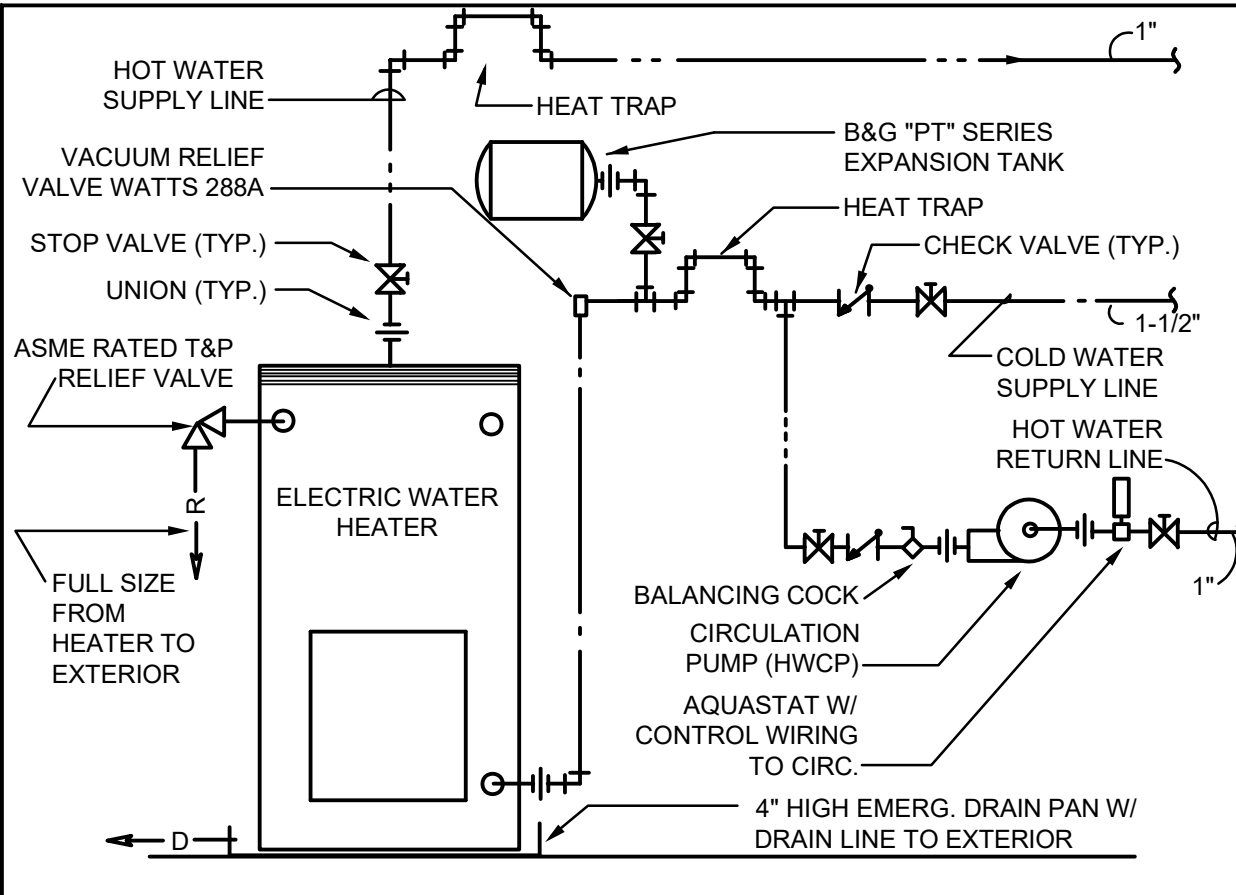 1"
HOT WATER
SUPPLY LINE
HEAT TRAP
B&G "PT" SERIES
EXPANSION TANK
VACUUM RELIEF
VALVE WATTS 288A
HEAT TRAP
STOP VALVE (TYP.)
CHECK VALVE (TYP.)
UNION (TYP.)
1-1/2"
ASME RATED T&P
RELIEF VALVE
COLD WATER
SUPPLY LINE
HOT WATER
RETURN LINE
R
ELECTRIC WATER
HEATER
FULL SIZE
FROM
HEATER TO
EXTERIOR
1"
BALANCING COCK
CIRCULATION
PUMP (HWCP)
AQUASTAT W/
CONTROL WIRING
TO CIRC.
4" HIGH EMERG. DRAIN PAN W/
DRAIN LINE TO EXTERIOR
D